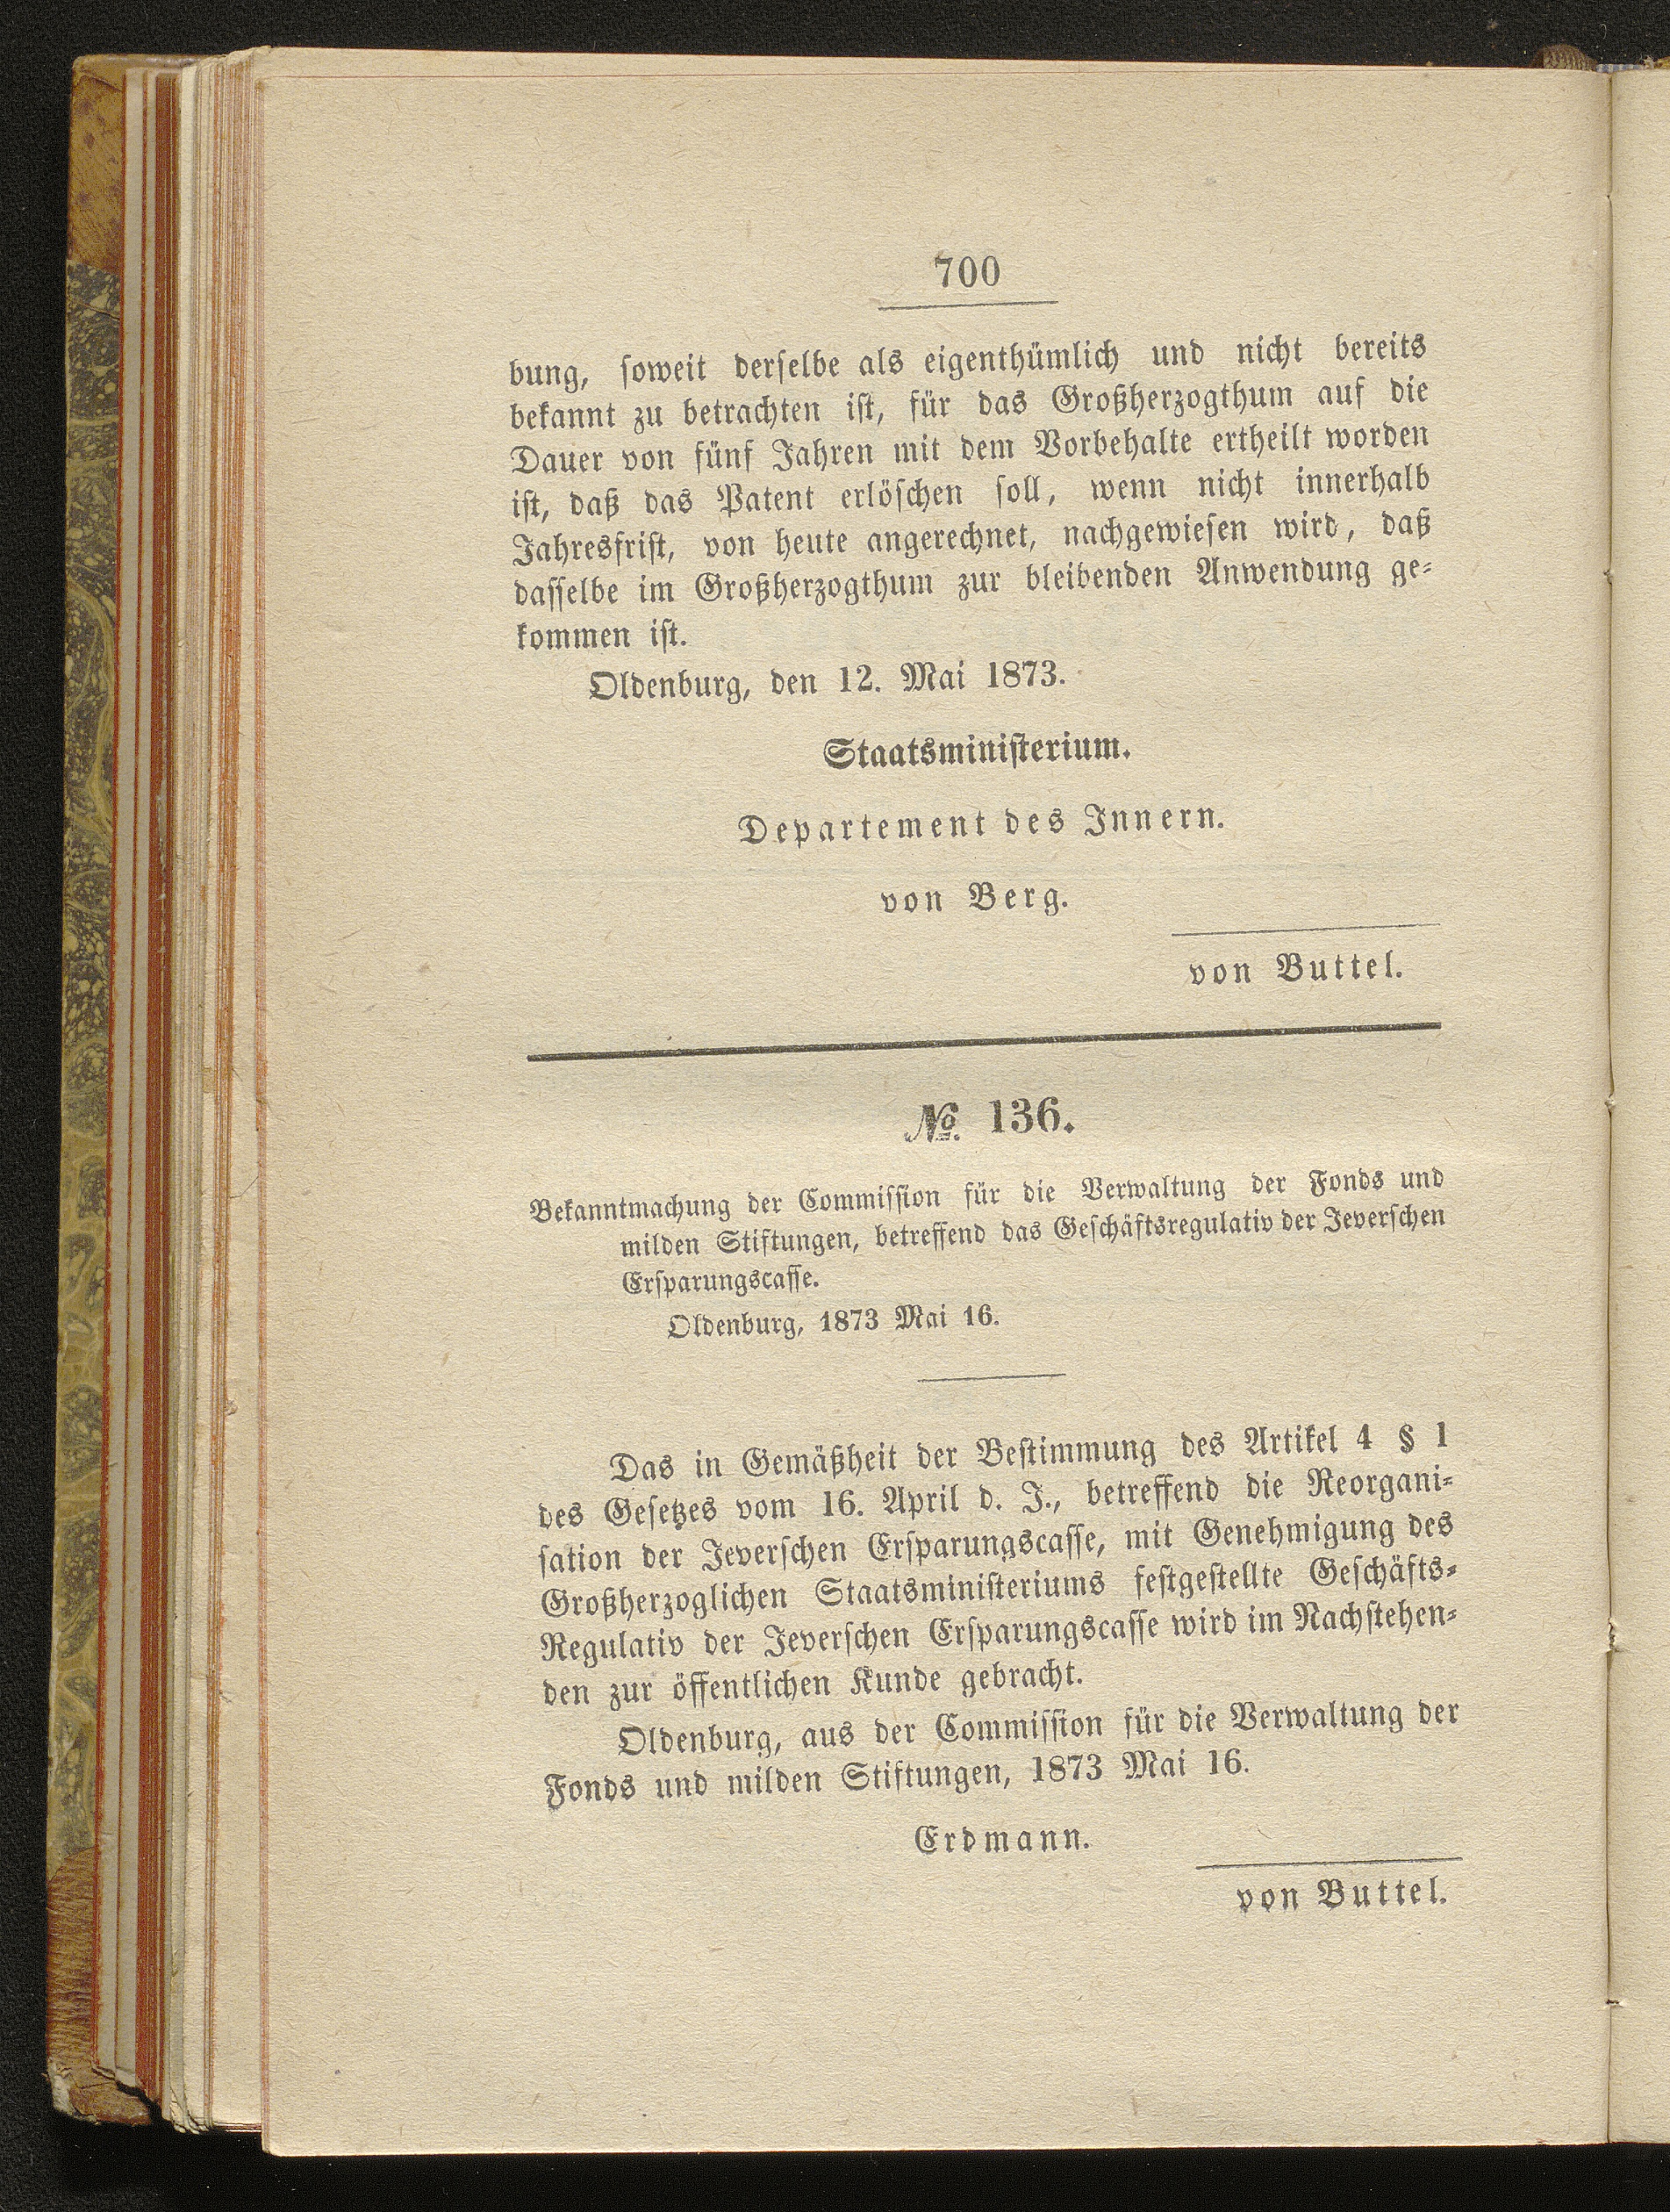 700
bung, soweit derselbe als eigenthümlich und nicht bereits
bekannt zu betrachten ist, für das Großherzogthum auf die
Dauer von fünf Jahren mit dem Vorbehalte ertheilt worden
ist, daß das Patent erlöschen soll, wenn nicht innerhalb
Jahresfrist, von heute angerechnet, nachgewiesen wird, daß
dasselbe im Großherzogthum zur bleibenden Anwendung ge-
kommen ist.
Oldenburg, den 12. Mai 1873.
Staatsministerium.
Departement des Innern.
von Berg.
von Buttel.
№ 136.
Bekanntmachung der Commission für die Verwaltung der Fonds und
milden Stiftungen, betreffend das Geschäftsregulativ der Jeverschen
Ersparungscasse.
Oldenburg, 1873 Mai 16.
Das in Gemäßheit der Bestimmung des Artikel 4 § 1
des Gesetzes vom 16. April d. J., betreffend die Reorgani-
sation der Jeverschen Ersparungscasse, mit Genehmigung des
Großherzoglichen Staatsministeriums festgestellte Geschäfts-
Regulativ der Jeverschen Ersparungscasse wird im Nachstehen-
den zur öffentlichen Kunde gebracht.
Oldenburg, aus der Commission für die Verwaltung der
Fonds und milden Stiftungen, 1873 Mai 16.
Erdmann.
von Buttel.